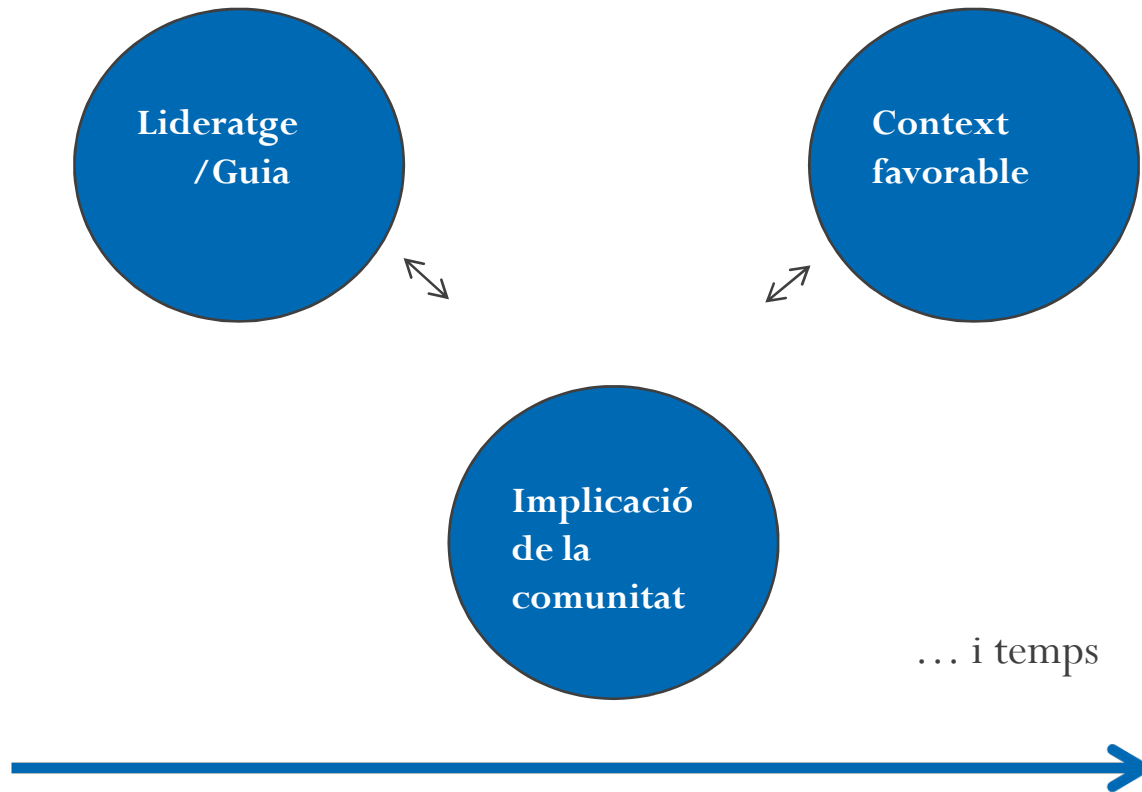 Lideratge
/Guia
Context
favorable
Implicació
de la
comunitat
… i temps